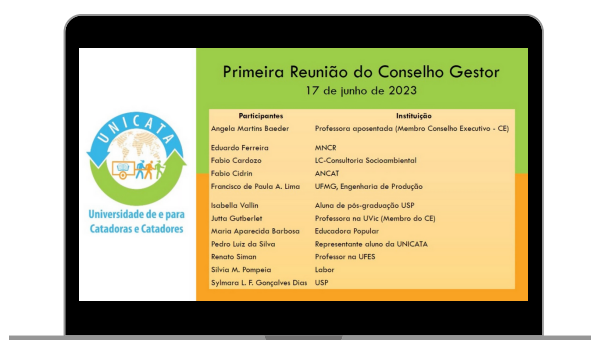 Primeira Reunião do Conselho Gestor
17 de junho de 2023
UNICATA
Universidade de e para
Catadoras e Catadores
Participantes Instituição
Angela Martins Baeder Professora aposentada (Membro Conselho Executivo - CE)
Eduardo Ferreira MNCR
Fabio Cardozo LC-Consultoria Socioambiental
Fabio Cidrin ANCAT
Francisco de Paula A. Lima UFMG, Engenharia de Produção
Isabella Vallin Aluna de pós-graduação USP
Jutta Gutberlet Professora na UVic (Membro do CE)
Maria Aparecida Barbosa Educadora Popular
Pedro Luiz da Silva Representante aluno da UNICATA
Renato Siman Professor na UFES
Silvia M. Pompeia Labor
Sylmara L. F. Gonçalves Dias USP